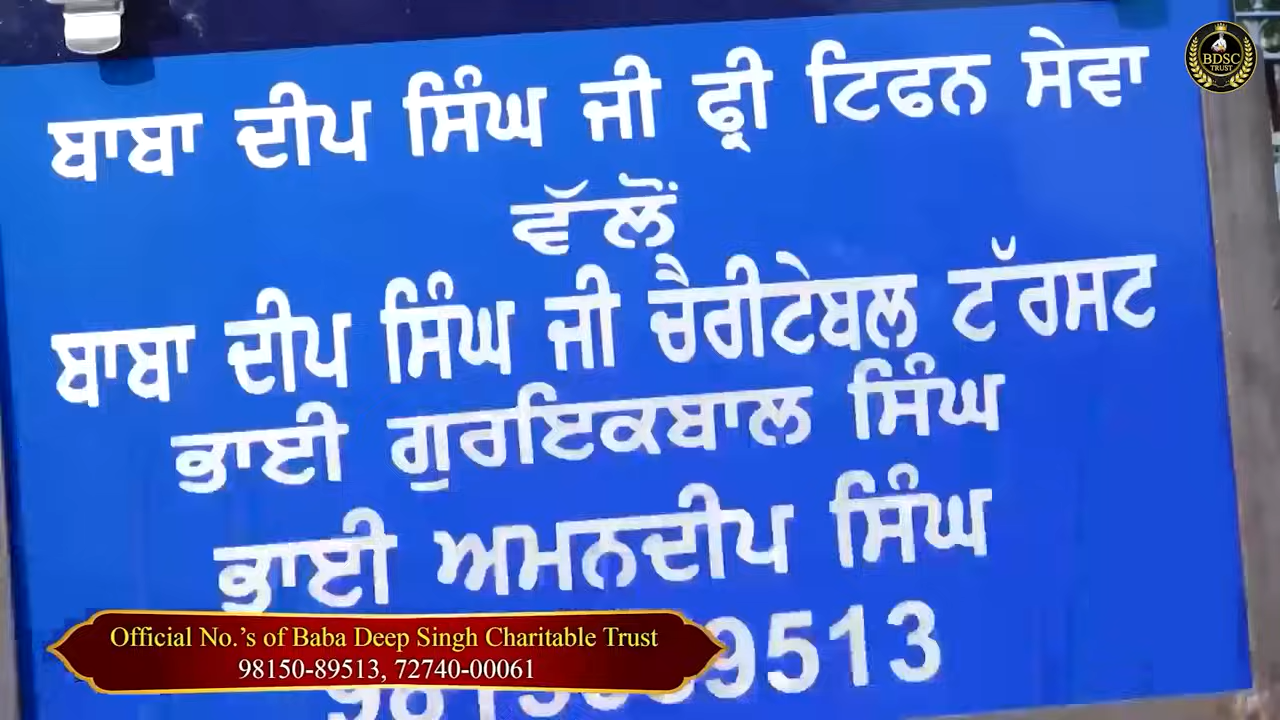 BDSC
TRUST
ਬਾਬਾ ਦੀਪ ਸਿੰਘ ਜੀ ਫ੍ਰੀ ਟਿਫਨ ਸੇਵਾ
ਵੱਲੋਂ
ਬਾਬਾ ਦੀਪ ਸਿੰਘ ਜੀ ਚੈਰੀਟੇਬਲ ਟੱਰਸਟ
ਭਾਈ ਗੁਰਇਕਬਾਲ ਸਿੰਘ
ਭਾਈ ਅਮਨਦੀਪ ਸਿੰਘ
Official No.’s of Baba Deep Singh Charitable Trust
98150-89513, 72740-00061